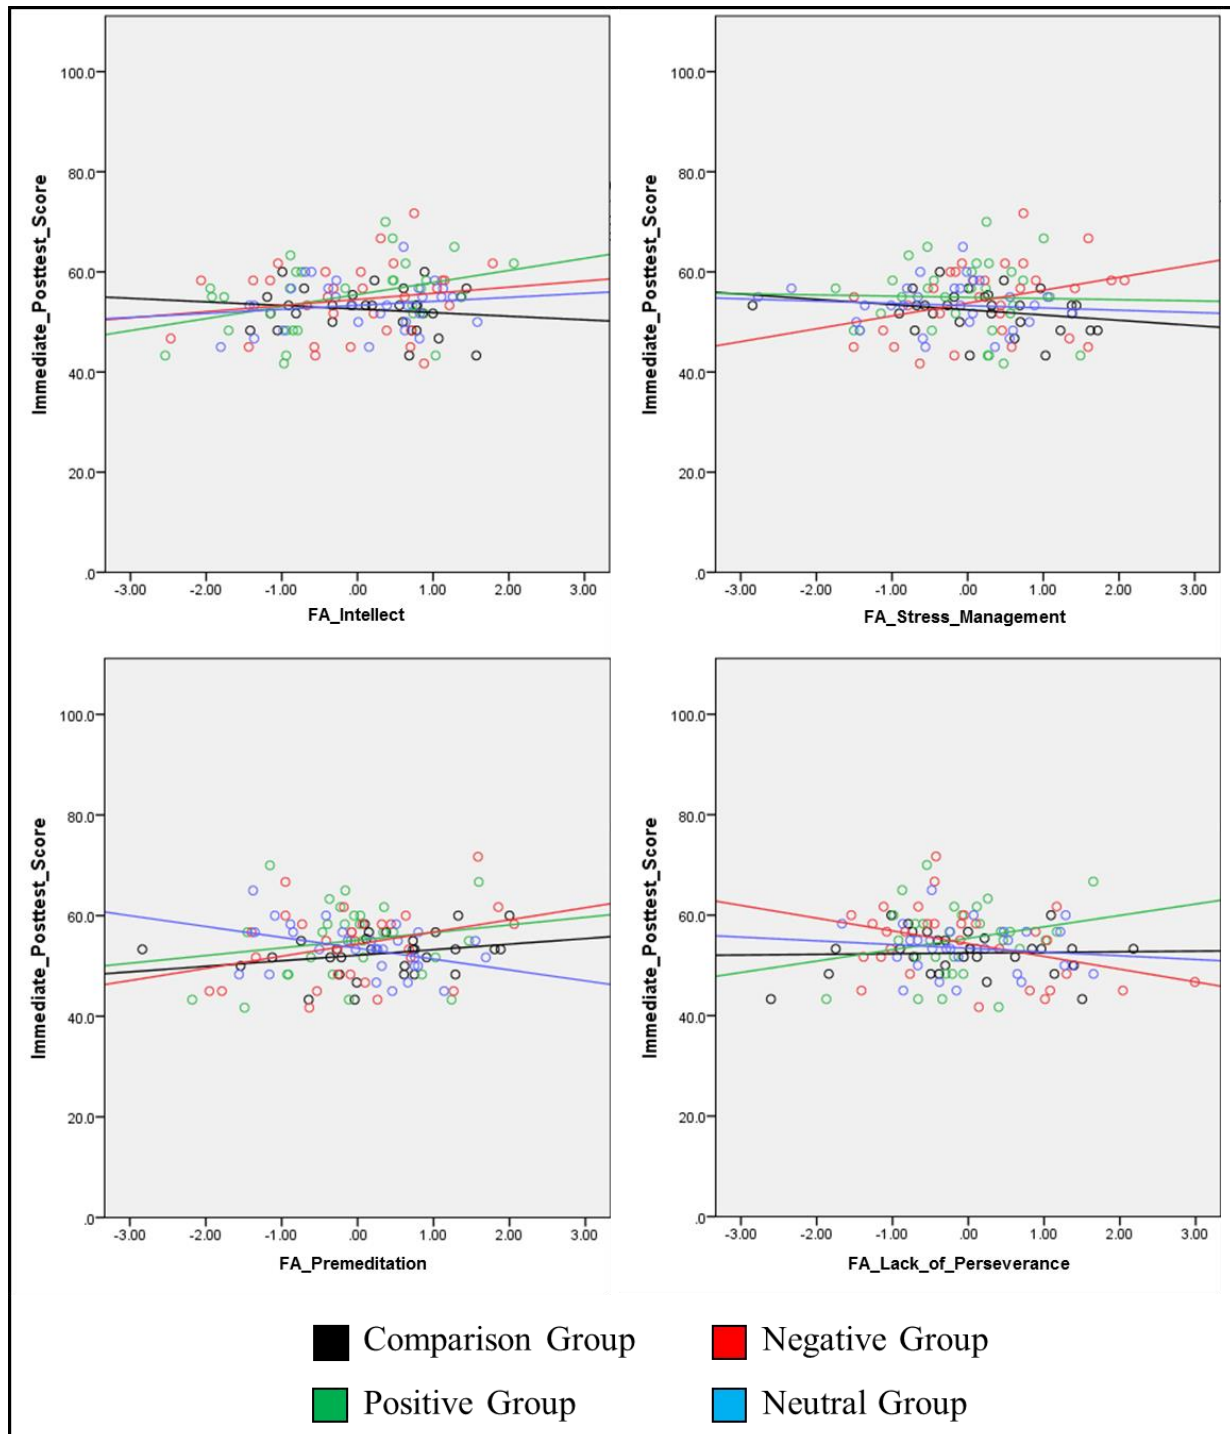 100.0
80.0
60.0
40.0
20.0
.0
Immediate_Posttest_Score
-3.00 -2.00 -1.00 .00 1.00 2.00 3.00
FA_Intellect
100.0
80.0
60.0
40.0
20.0
.0
Immediate_Posttest_Score
-3.00 -2.00 -1.00 .00 1.00 2.00 3.00
FA_Stress_Management
100.0
80.0
60.0
40.0
20.0
.0
Immediate_Posttest_Score
-3.00 -2.00 -1.00 .00 1.00 2.00 3.00
FA_Premeditation
100.0
80.0
60.0
40.0
20.0
.0
Immediate_Posttest_Score
-3.00 -2.00 -1.00 .00 1.00 2.00 3.00
FA_Lack_of_Perseverance
Comparison Group
Negative Group
Positive Group
Neutral Group